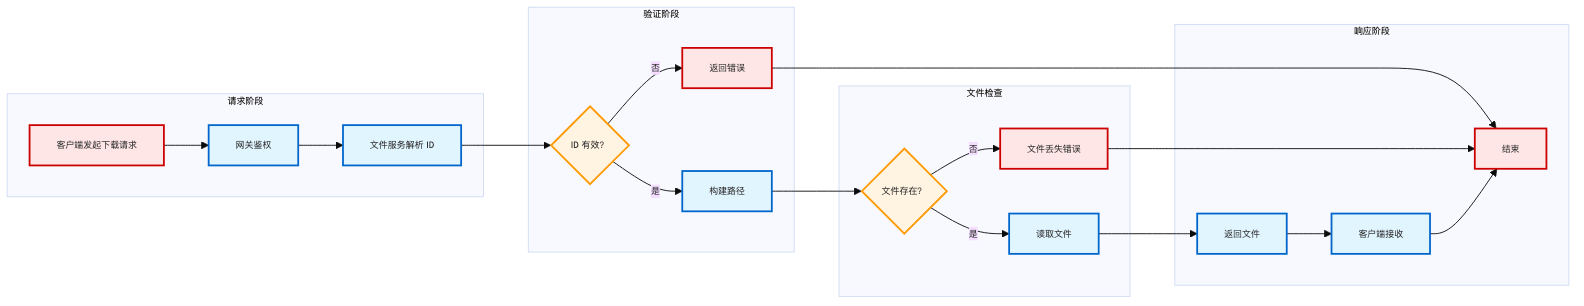 请求阶段
客户端发起下载请求
网关鉴权
文件服务解析 ID
验证阶段
ID 有效?
否
返回错误
是
构建路径
文件检查
文件存在?
否
文件丢失错误
是
读取文件
响应阶段
返回文件
客户端接收
结束